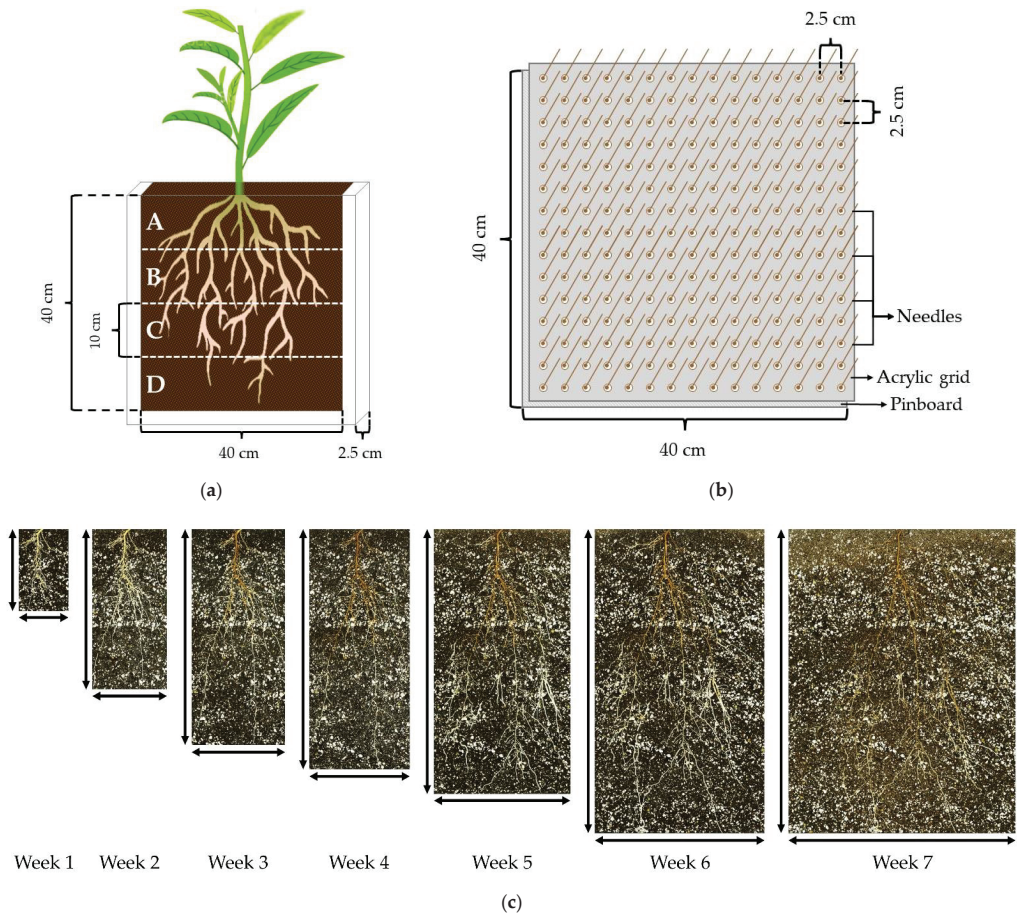 A
B
C
D
40 cm
10 cm
40 cm
2.5 cm
(a)
2.5 cm
2.5 cm
40 cm
Needles
Acrylic grid
Pinboard
40 cm
(b)
Week 1
Week 2
Week 3
Week 4
Week 5
Week 6
Week 7
(c)